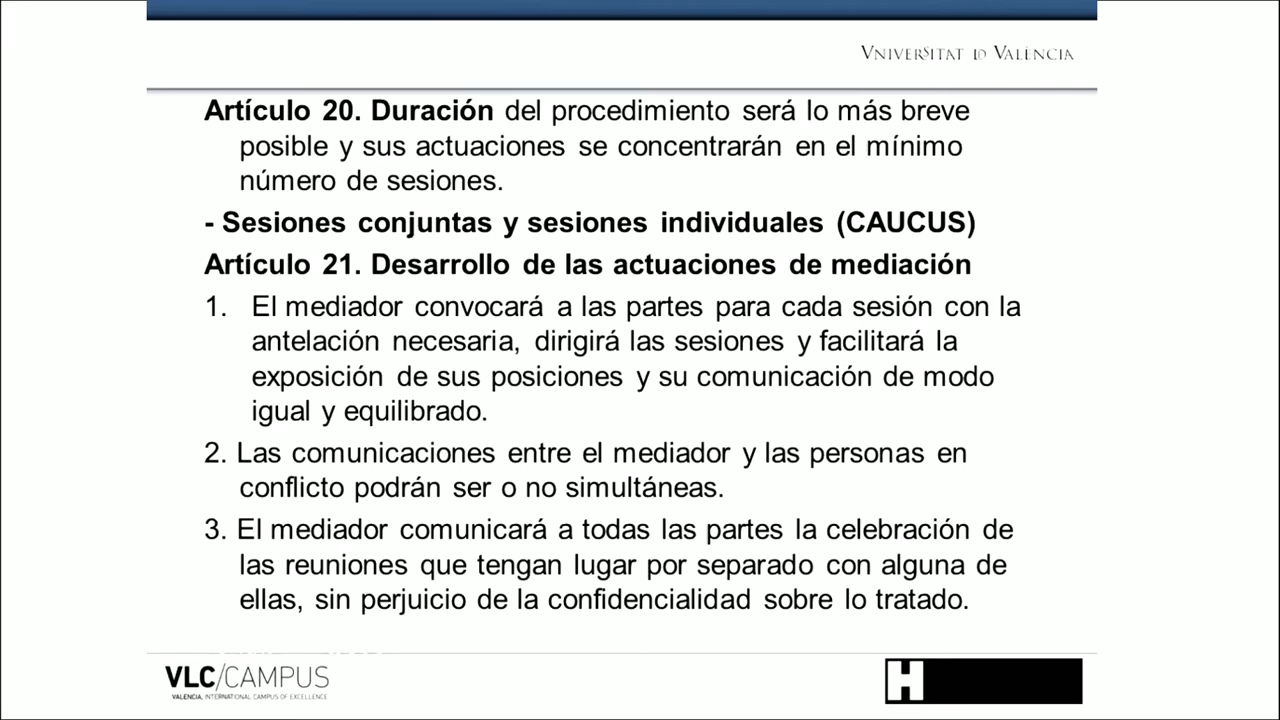 VNIVERSITAT ID VALÈNCIA
Artículo 20. Duración del procedimiento será lo más breve
posible y sus actuaciones se concentrarán en el mínimo
número de sesiones.
- Sesiones conjuntas y sesiones individuales (CAUCUS)
Artículo 21. Desarrollo de las actuaciones de mediación
1. El mediador convocará a las partes para cada sesión con la
antelación necesaria, dirigirá las sesiones y facilitará la
exposición de sus posiciones y su comunicación de modo
igual y equilibrado.
2. Las comunicaciones entre el mediador y las personas en
conflicto podrán ser o no simultáneas.
3. El mediador comunicará a todas las partes la celebración de
las reuniones que tengan lugar por separado con alguna de
ellas, sin perjuicio de la confidencialidad sobre lo tratado.
VLC/CAMPUS
VALENCIA, INTERNATIONAL CAMPUS OF EXCELLENCE
H